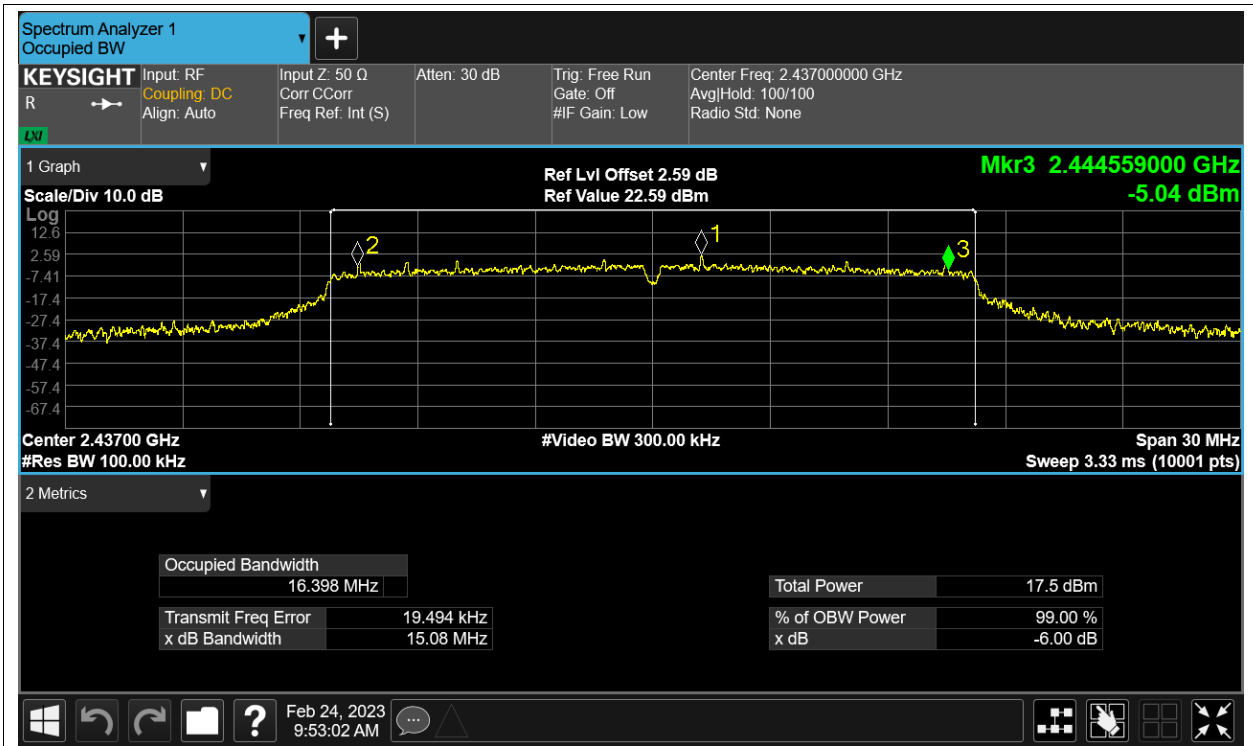 Spectrum Analyzer 1
Occupied BW
KEYSIGHT
R
LXI
Input: RF
Coupling: DC
Align: Auto
Input Z: 50 Ω
Corr CCorr
Freq Ref: Int (S)
Atten: 30 dB
Trig: Free Run
Gate: Off
#IF Gain: Low
Center Freq: 2.437000000 GHz
Avg|Hold: 100/100
Radio Std: None
1 Graph
Scale/Div 10.0 dB
Ref Lvl Offset 2.59 dB
Ref Value 22.59 dBm
Mkr3 2.444559000 GHz
-5.04 dBm
Log
12.6
2.59
-7.41
-17.4
-27.4
-37.4
-47.4
-57.4
-67.4
2
1
3
Center 2.43700 GHz
#Video BW 300.00 kHz
Span 30 MHz
#Res BW 100.00 kHz
Sweep 3.33 ms (10001 pts)
2 Metrics
Occupied Bandwidth
16.398 MHz
Total Power 17.5 dBm
Transmit Freq Error 19.494 kHz
% of OBW Power 99.00 %
x dB Bandwidth 15.08 MHz
x dB -6.00 dB
?
Feb 24, 2023
9:53:02 AM